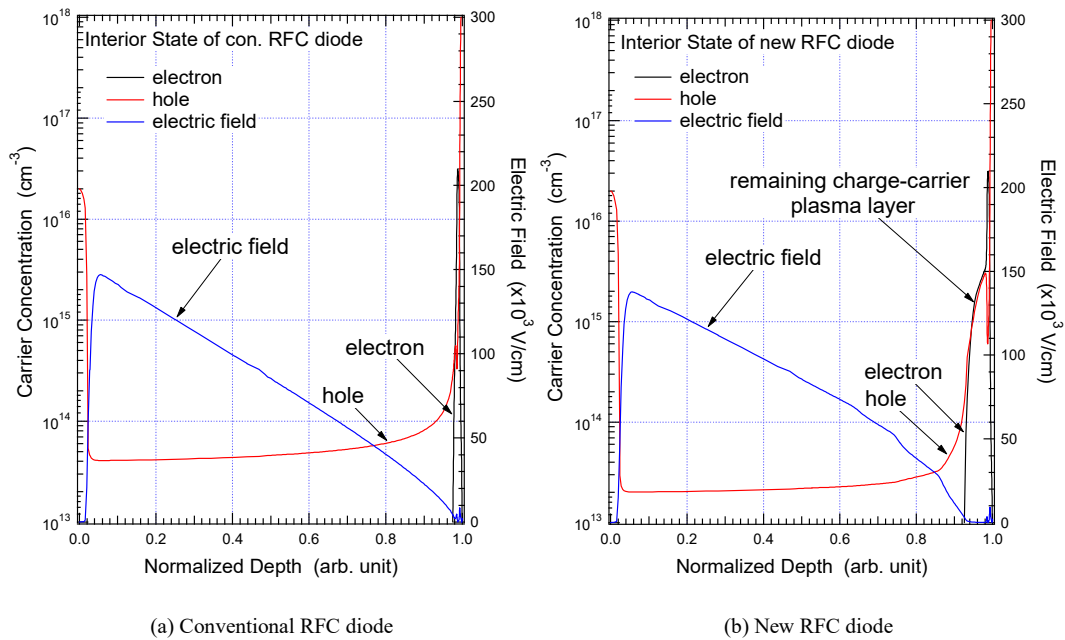 Interior State of con. RFC diode
electron
hole
electric field
10^18
10^17
10^16
10^15
10^14
10^13
Carrier Concentration (cm^-3)
300
250
200
150
100
50
0
Electric Field (x10^3 V/cm)
electric field
electron
hole
0.0 0.2 0.4 0.6 0.8 1.0
Normalized Depth (arb. unit)
(a) Conventional RFC diode
Interior State of new RFC diode
electron
hole
electric field
10^18
10^17
10^16
10^15
10^14
10^13
Carrier Concentration (cm^-3)
300
250
200
150
100
50
0
Electric Field (x10^3 V/cm)
remaining charge-carrier
plasma layer
electric field
electron
hole
0.0 0.2 0.4 0.6 0.8 1.0
Normalized Depth (arb. unit)
(b) New RFC diode